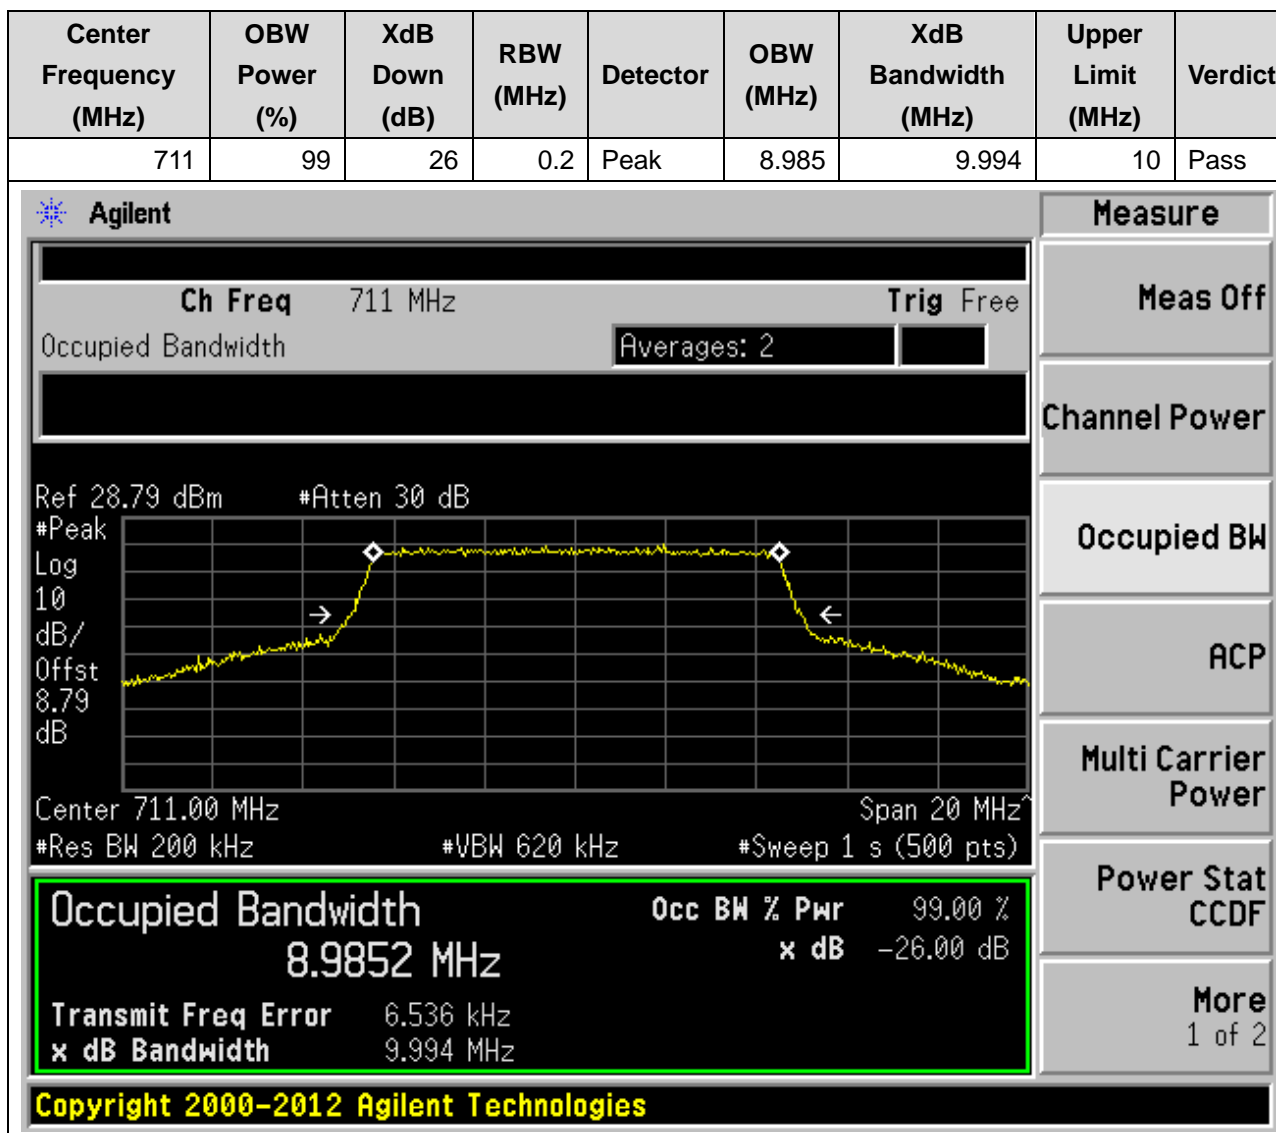 Center Frequency (MHz) OBW Power (%) XdB Down (dB) RBW (MHz) Detector OBW (MHz) XdB Bandwidth (MHz) Upper Limit (MHz) Verdict
711 99 26 0.2 Peak 8.985 9.994 10 Pass
Agilent
Measure
Ch Freq 711 MHz Trig Free
Occupied Bandwidth Averages: 2
Meas Off
Channel Power
Occupied BW
ACP
Multi Carrier
Power
Power Stat
CCDF
More
1 of 2
Ref 28.79 dBm #Atten 30 dB
#Peak
Log
10
dB/
Offst
8.79
dB
Center 711.00 MHz Span 20 MHz^
#Res BW 200 kHz #VBW 620 kHz #Sweep 1 s (500 pts)
Occupied Bandwidth Occ BW % Pwr 99.00 %
8.9852 MHz x dB -26.00 dB
Transmit Freq Error 6.536 kHz
x dB Bandwidth 9.994 MHz
Copyright 2000-2012 Agilent Technologies